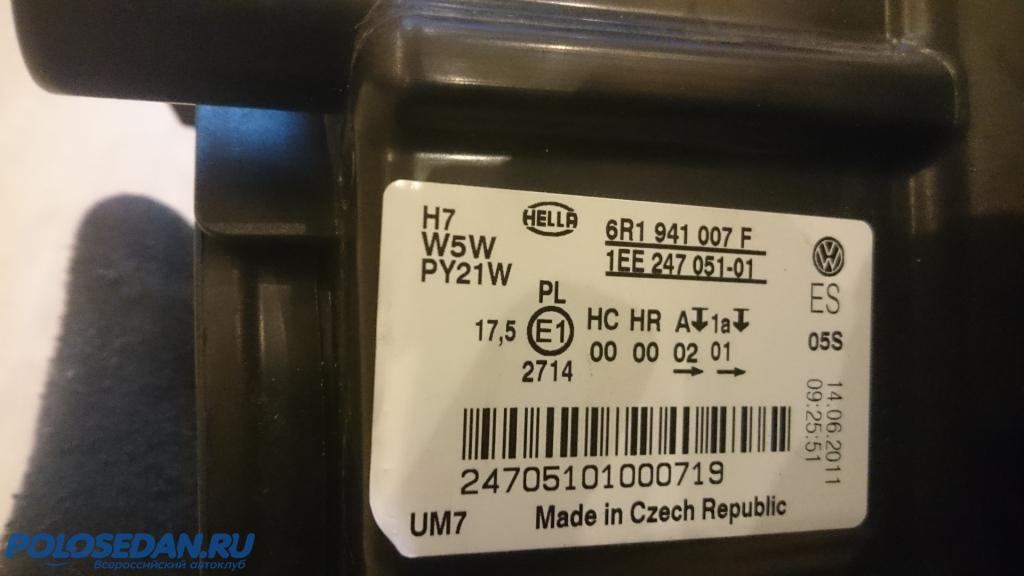 H7
W5W
PY21W
HELLA
6R1 941 007 F
1EE 247 051-01
VW
ES
05S
14.06.2011
09:25:51
PL
17,5 E1
2714
HC HR A 1a
00 00 02 01
24705101000719
UM7 Made in Czech Republic
POLOSEDAN.RU
Всероссийский автоклуб